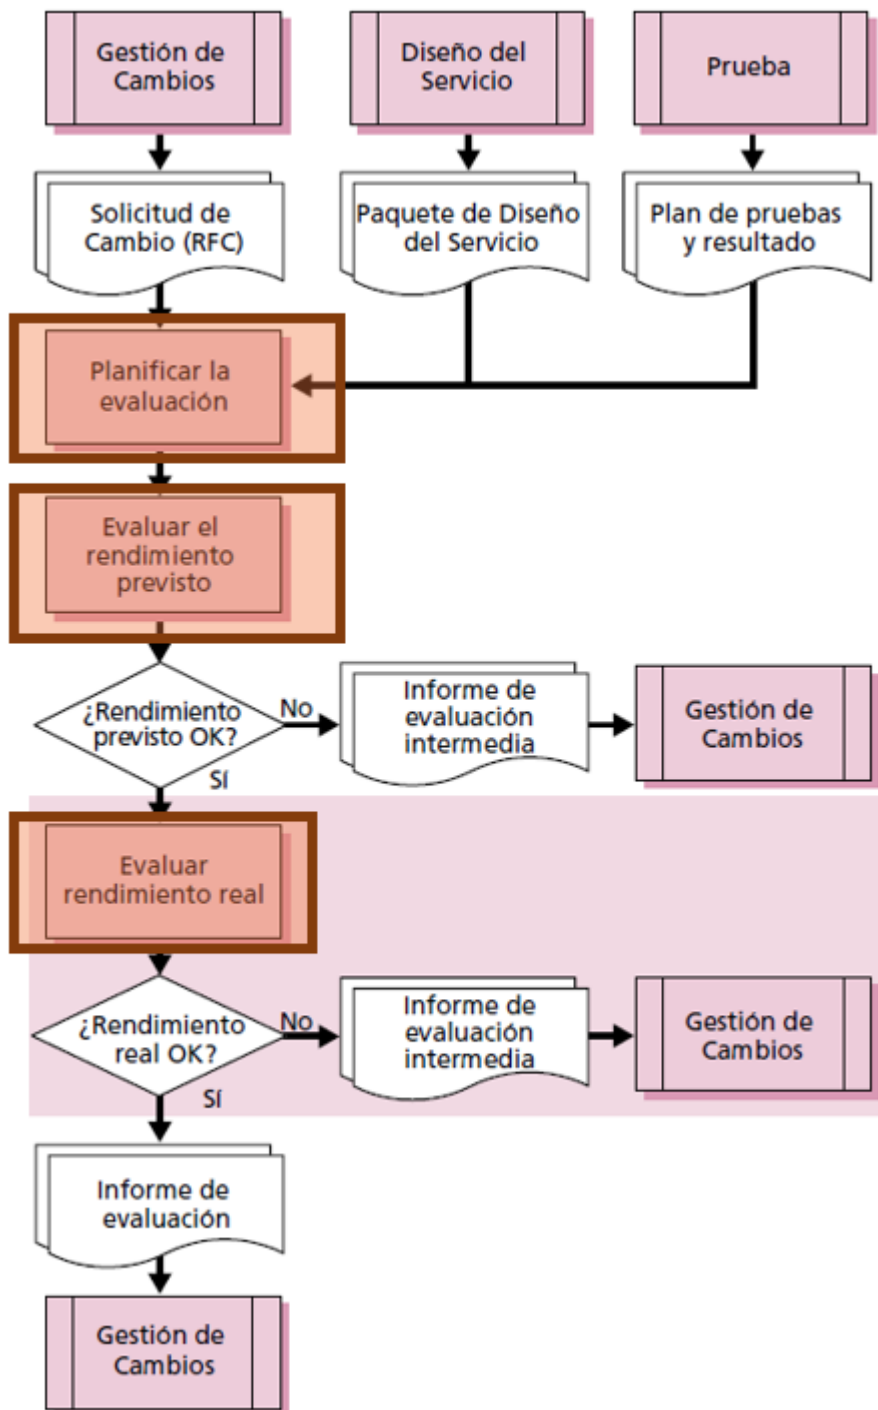 Gestión de
Cambios
Diseño del
Servicio
Prueba
Solicitud de
Cambio (RFC)
Paquete de Diseño
del Servicio
Plan de pruebas
y resultado
Planificar la
evaluación
Evaluar el
rendimiento
previsto
¿Rendimiento
previsto OK?
No
Sí
Informe de
evaluación
intermedia
Gestión de
Cambios
Evaluar
rendimiento real
¿Rendimiento
real OK?
No
Sí
Informe de
evaluación
intermedia
Gestión de
Cambios
Informe de
evaluación
Gestión de
Cambios